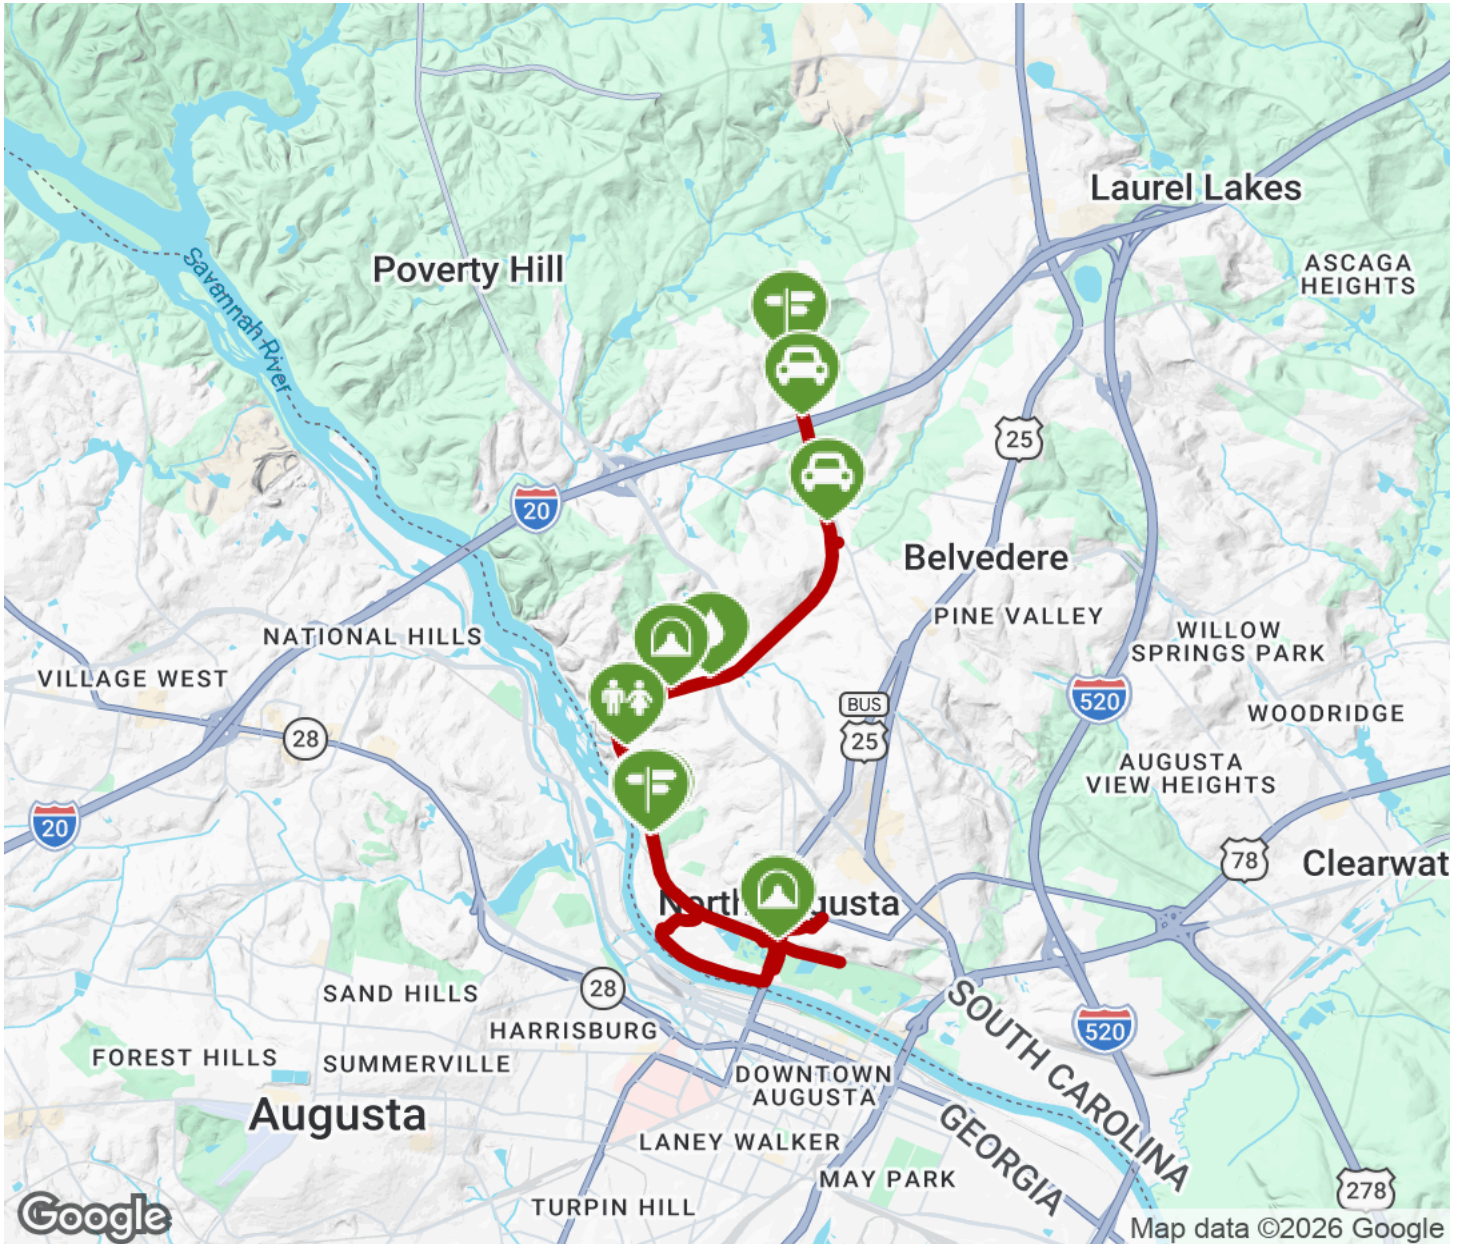 Laurel Lakes
ASCAGA
HEIGHTS
Poverty Hill
Savannah River
25
20
Belvedere
PINE VALLEY
NATIONAL HILLS
WILLOW
SPRINGS PARK
VILLAGE WEST
520
BUS
25
WOODRIDGE
28
AUGUSTA
VIEW HEIGHTS
20
78
Clearwat
North Augusta
28
SAND HILLS
HARRISBURG
SOUTH CAROLINA
520
FOREST HILLS
SUMMERVILLE
DOWNTOWN
AUGUSTA
Augusta
GEORGIA
LANEY WALKER
MAY PARK
278
TURPIN HILL
Google
Map data ©2026 Google